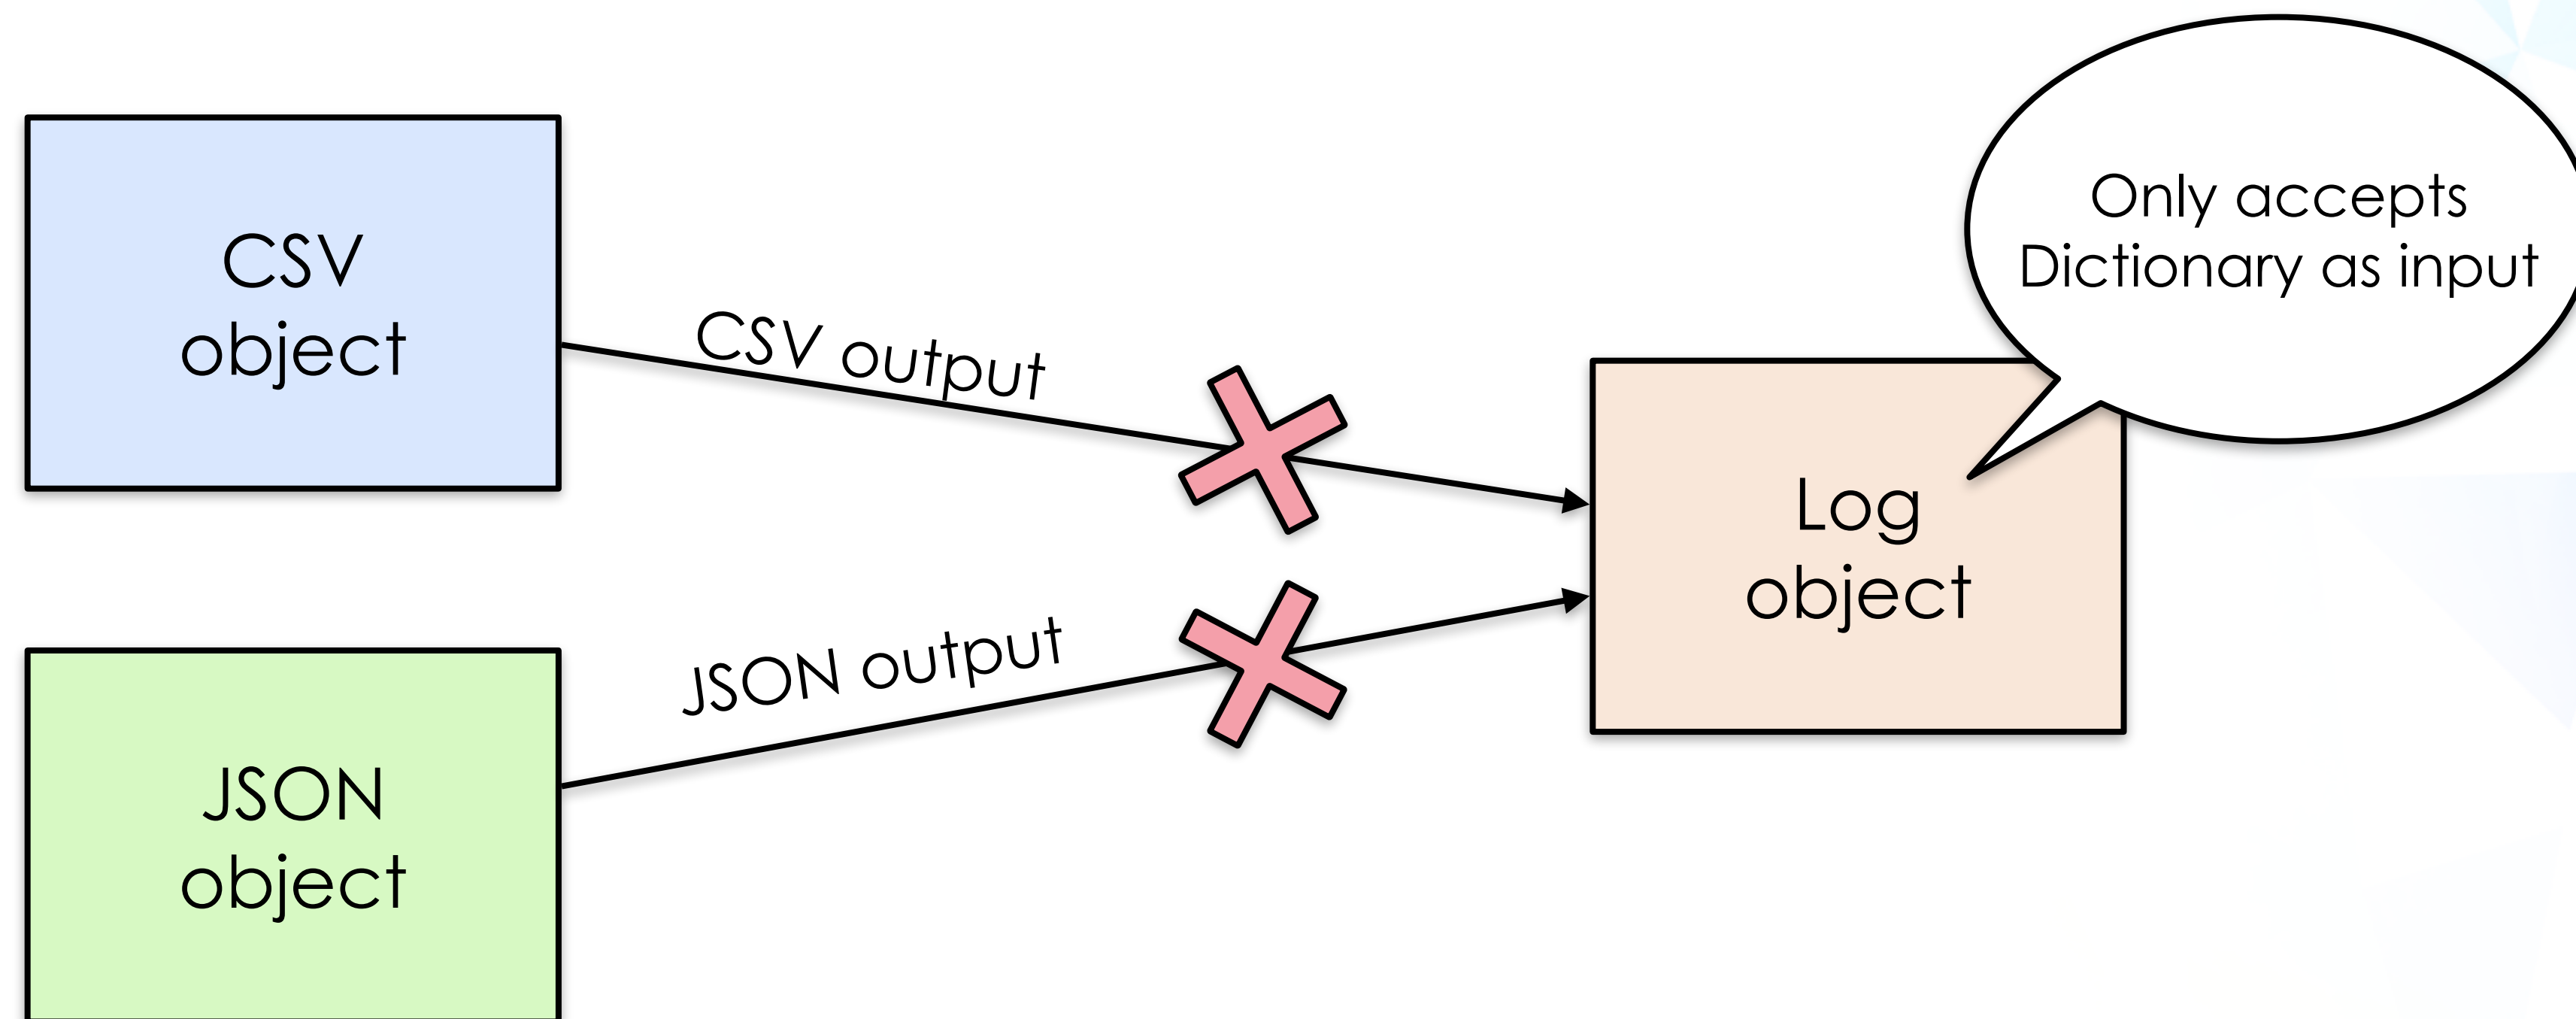 CSV
object
CSV output
Only accepts
Dictionary as input
Log
object
JSON output
JSON
object